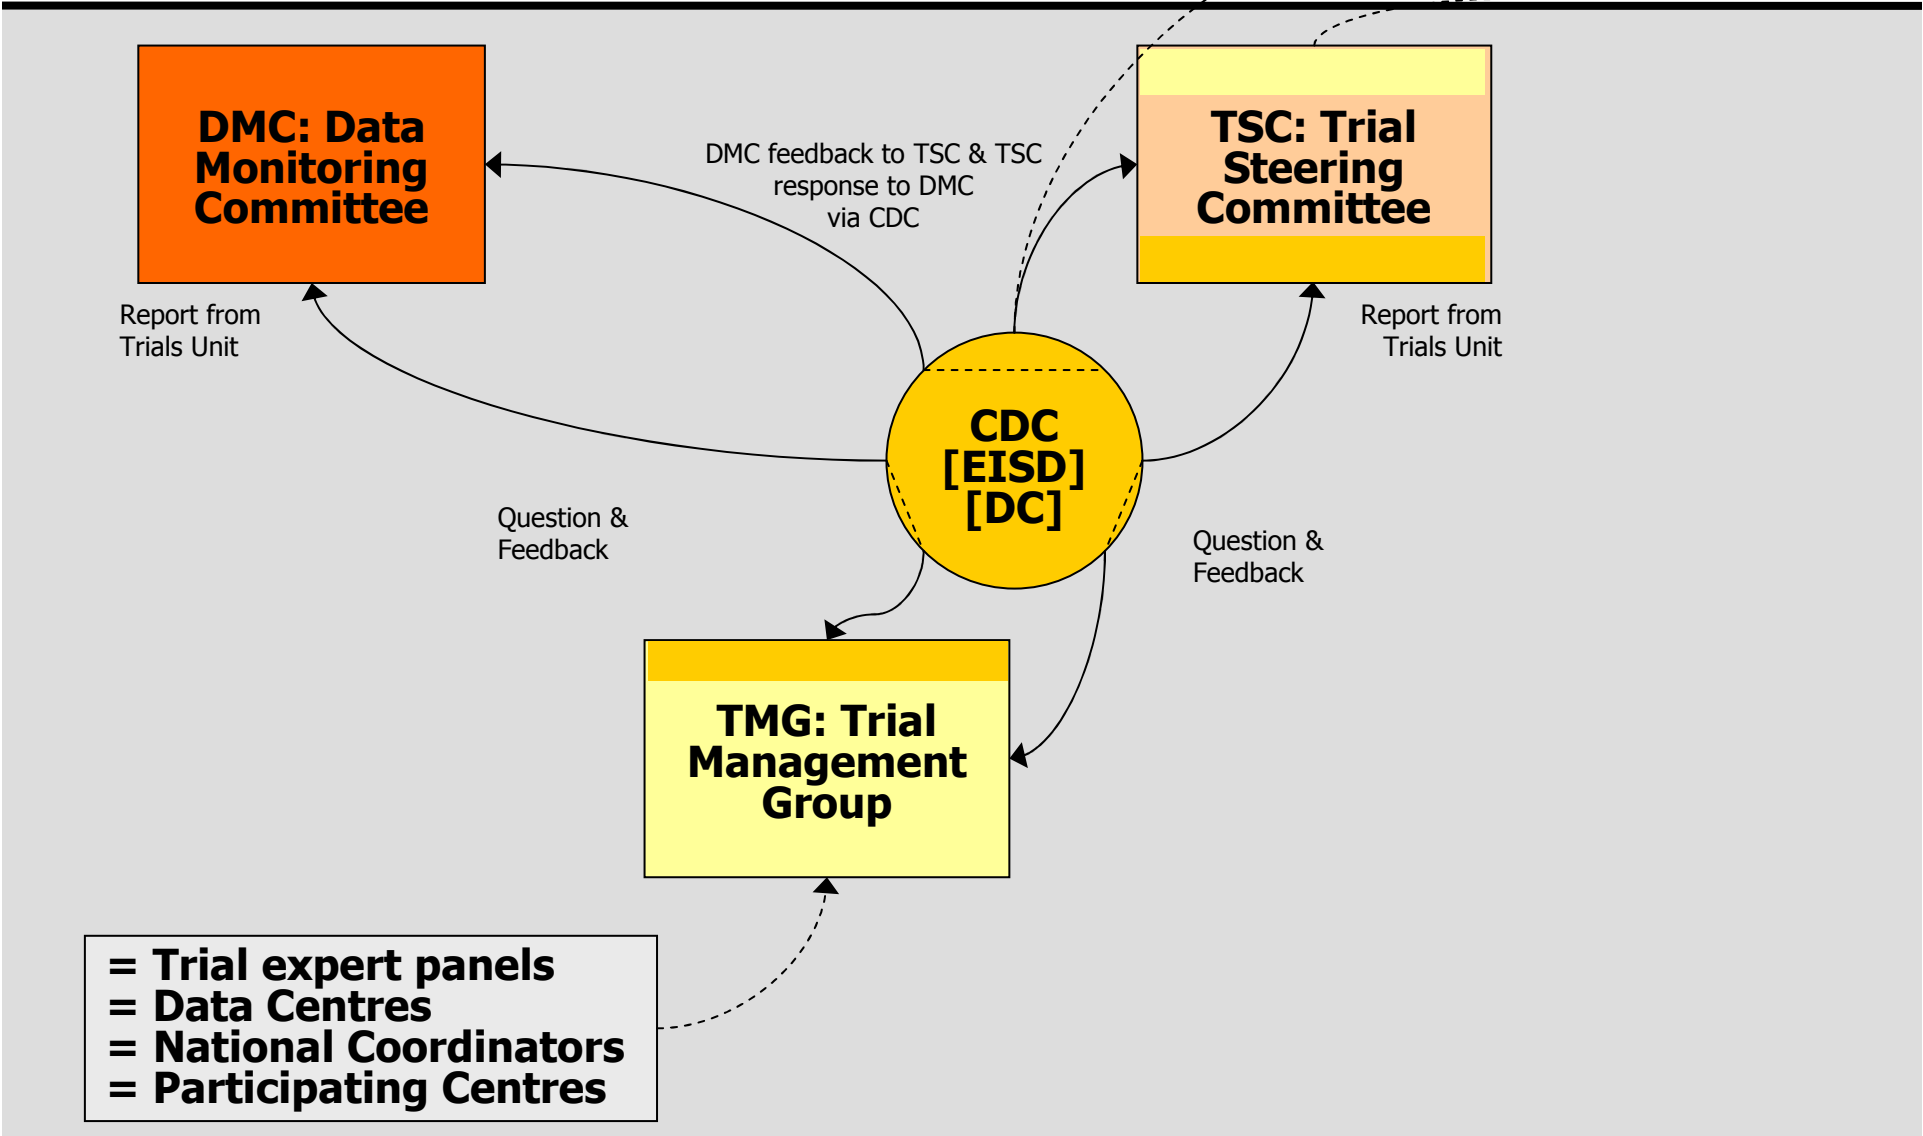 DMC: Data
Monitoring
Committee
DMC feedback to TSC & TSC
response to DMC
via CDC
TSC: Trial
Steering
Committee
Report from
Trials Unit
Report from
Trials Unit
CDC
[EISD]
[DC]
Question &
Feedback
Question &
Feedback
TMG: Trial
Management
Group
= Trial expert panels
= Data Centres
= National Coordinators
= Participating Centres